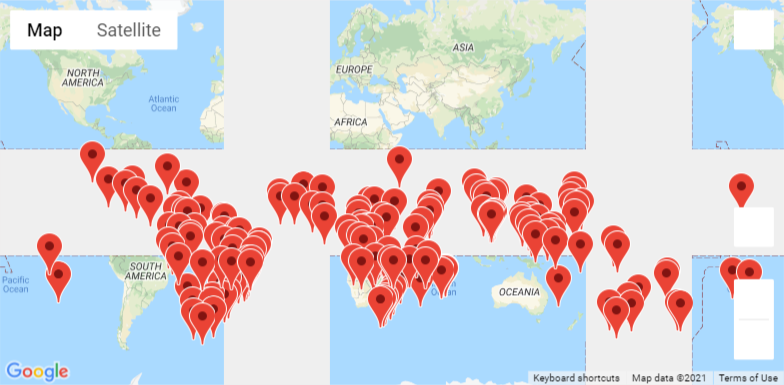 Map Satellite
ASIA
EUROPE
NORTH
AMERICA
Atlantic
Ocean
AFRICA
SOUTH
AMERICA
Pacific
Ocean
OCEANIA
Google
Keyboard shortcuts Map data ©2021 Terms of Use